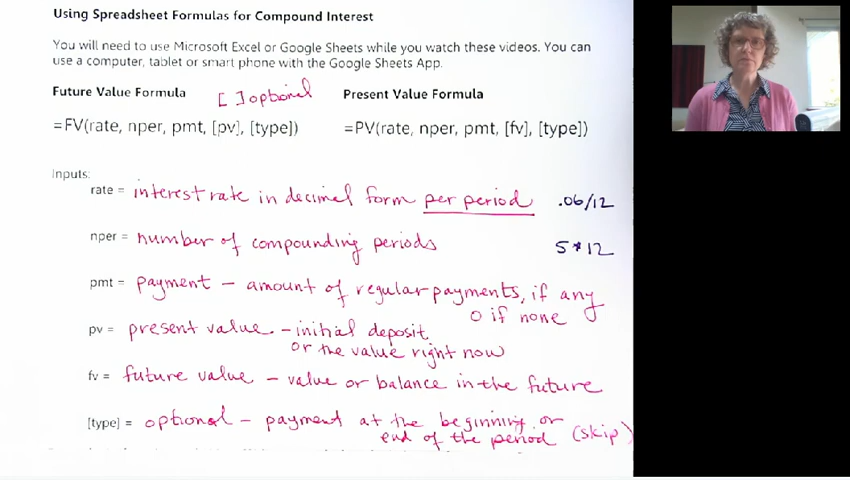 Using Spreadsheet Formulas for Compound Interest
You will need to use Microsoft Excel or Google Sheets while you watch these videos. You can
use a computer, tablet or smart phone with the Google Sheets App.
Future Value Formula [ ] optional Present Value Formula
=FV(rate, nper, pmt, [pv], [type]) =PV(rate, nper, pmt, [fv], [type])
Inputs:
rate = interest rate in decimal form per period .06/12
nper = number of compounding periods 5*12
pmt = payment - amount of regular payments, if any
0 if none
pv = present value - initial deposit
or the value right now
fv = future value - value or balance in the future
[type] = optional - payment at the beginning or
end of the period (skip)